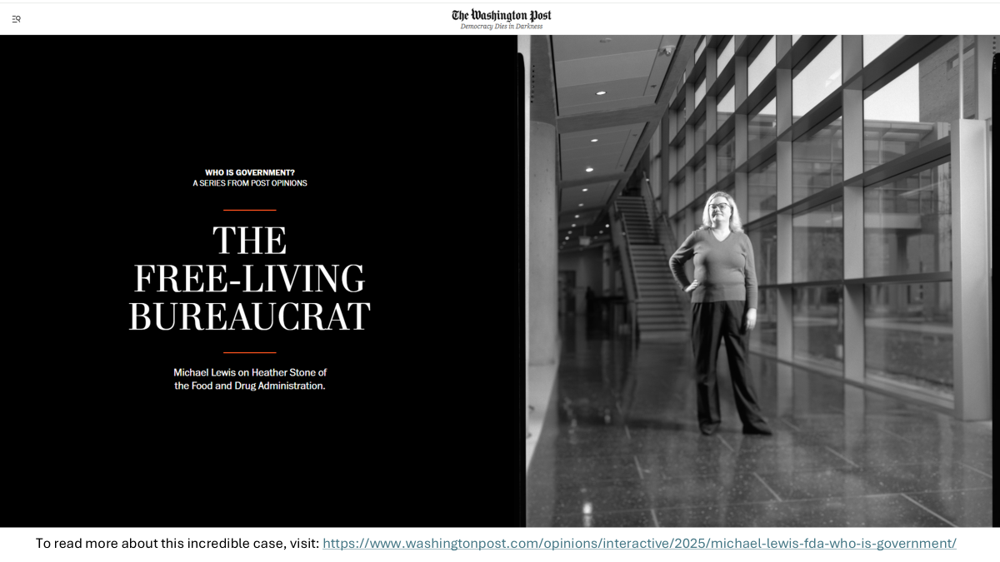 The Washington Post
Democracy Dies in Darkness
WHO IS GOVERNMENT?
A SERIES FROM POST OPINIONS
THE
FREE-LIVING
BUREAUCRAT
Michael Lewis on Heather Stone of
the Food and Drug Administration.
To read more about this incredible case, visit: https://www.washingtonpost.com/opinions/interactive/2025/michael-lewis-fda-who-is-government/